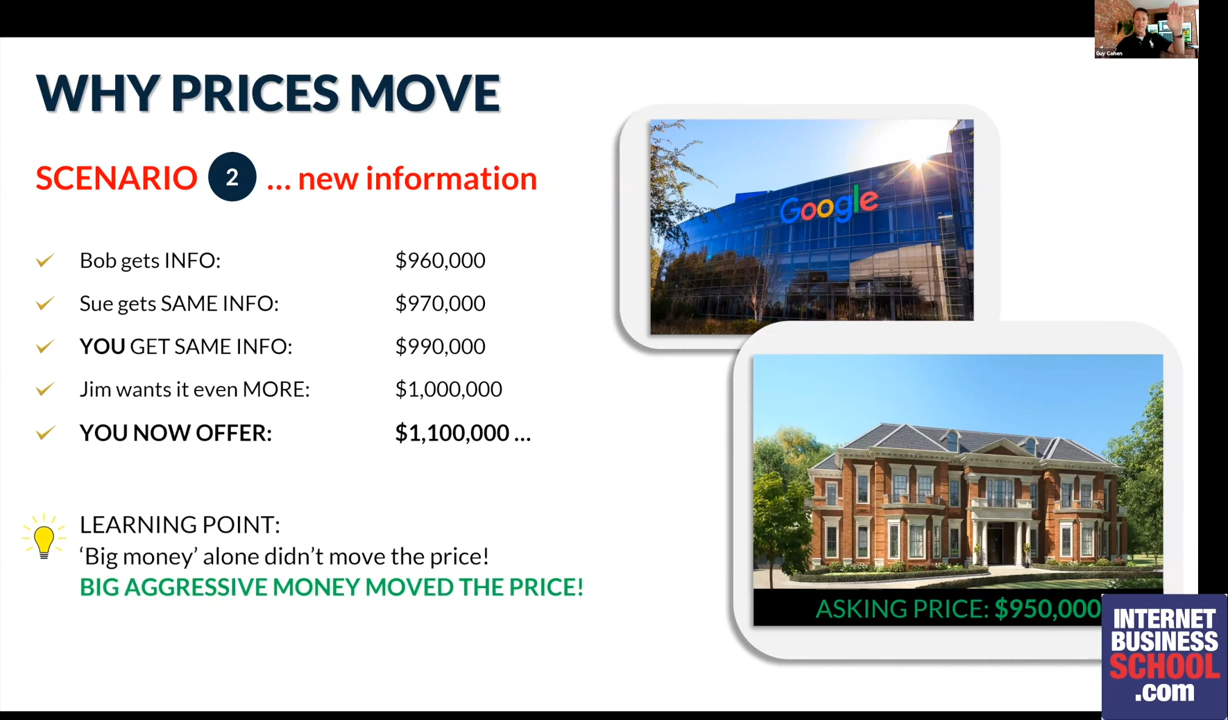 Guy Cohen
WHY PRICES MOVE
SCENARIO 2 ... new information
Bob gets INFO: $960,000
Sue gets SAME INFO: $970,000
YOU GET SAME INFO: $990,000
Jim wants it even MORE: $1,000,000
YOU NOW OFFER: $1,100,000 ...
LEARNING POINT:
‘Big money’ alone didn’t move the price!
BIG AGGRESSIVE MONEY MOVED THE PRICE!
Google
ASKING PRICE: $950,000
INTERNET
BUSINESS
SCHOOL
.com